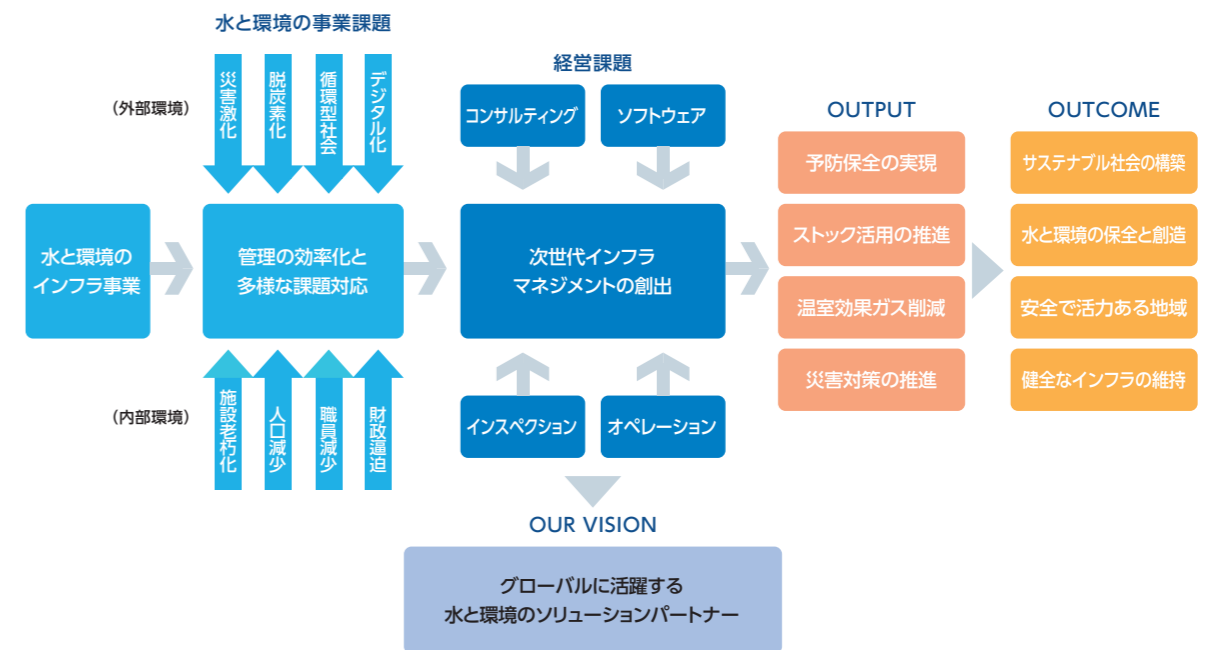 水と環境の事業課題
(外部環境)
災害激化
脱炭素化
循環型社会
デジタル化
水と環境の
インフラ事業
管理の効率化と
多様な課題対応
(内部環境)
施設老朽化
人口減少
職員減少
財政逼迫
経営課題
コンサルティング
ソフトウェア
次世代インフラ
マネジメントの創出
インスペクション
オペレーション
OUTPUT
予防保全の実現
ストック活用の推進
温室効果ガス削減
災害対策の推進
OUTCOME
サステナブル社会の構築
水と環境の保全と創造
安全で活力ある地域
健全なインフラの維持
OUR VISION
グローバルに活躍する
水と環境のソリューションパートナー